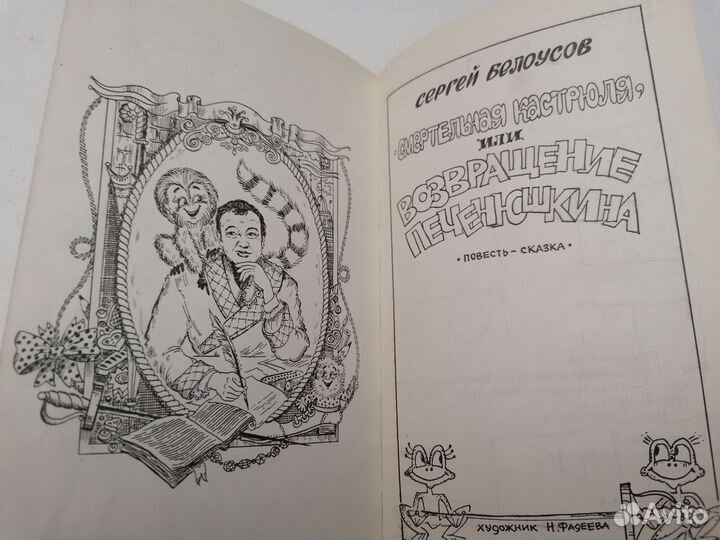 СЕРГЕЙ БЕЛОУСОВ
СМЕРТЕЛЬНАЯ КАСТРЮЛЯ,
ИЛИ
ВОЗВРАЩЕНИЕ
ПЕЧЕНЮШКИНА
• ПОВЕСТЬ - СКАЗКА •
ХУДОЖНИК Н. ФАДЕЕВА
Avito